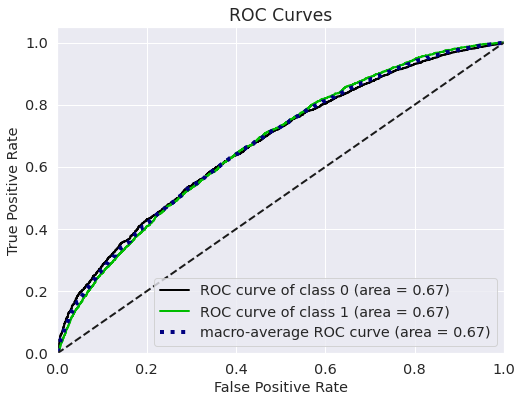 ROC Curves
True Positive Rate
1.0
0.8
0.6
0.4
0.2
0.0
ROC curve of class 0 (area = 0.67)
ROC curve of class 1 (area = 0.67)
macro-average ROC curve (area = 0.67)
0.0 0.2 0.4 0.6 0.8 1.0
False Positive Rate